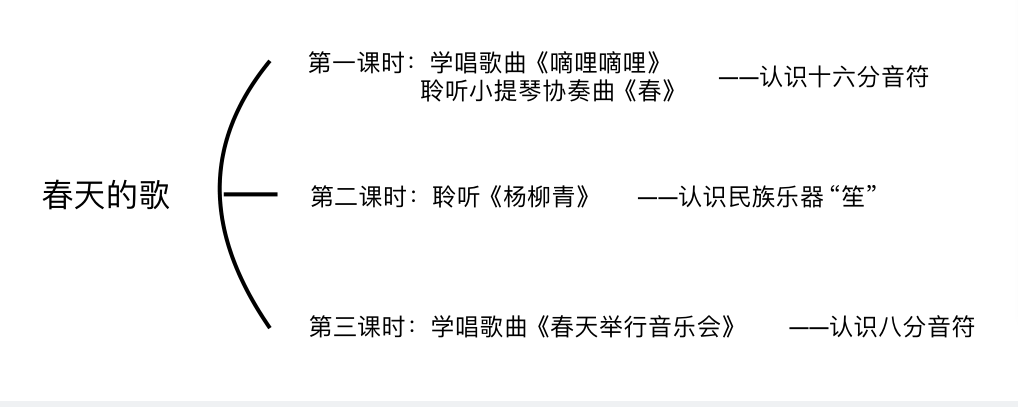 第一课时：学唱歌曲《嘀哩嘀哩》
聆听小提琴协奏曲《春》
——认识十六分音符
春天的歌
第二课时：聆听《杨柳青》 ——认识民族乐器“笙”
第三课时：学唱歌曲《春天举行音乐会》 ——认识八分音符